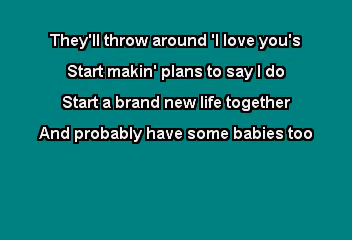 They'll throw around 'I love you's
Start makin' plans to say I do
Start a brand new life together
And probably have some babies too